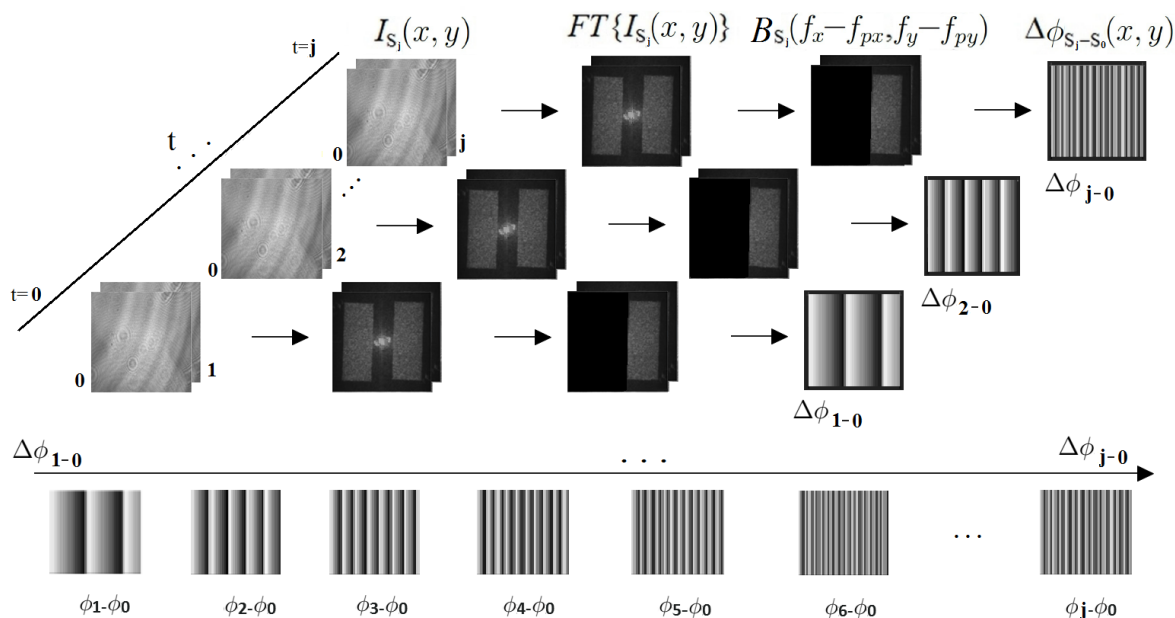 t=j
I_{S_j}(x, y) FT{I_{S_j}(x, y)} B_{S_j}(f_x−f_{px},f_y−f_{py}) Δϕ_{S_j−S_0}(x, y)
t
. . .
0 j
Δϕ_{j-0}
. . .
0 2
Δϕ_{2-0}
t=0
0 1
Δϕ_{1-0}
Δϕ_{1-0} . . . Δϕ_{j-0}
. . .
ϕ1-ϕ0 ϕ2-ϕ0 ϕ3-ϕ0 ϕ4-ϕ0 ϕ5-ϕ0 ϕ6-ϕ0 ϕj-ϕ0